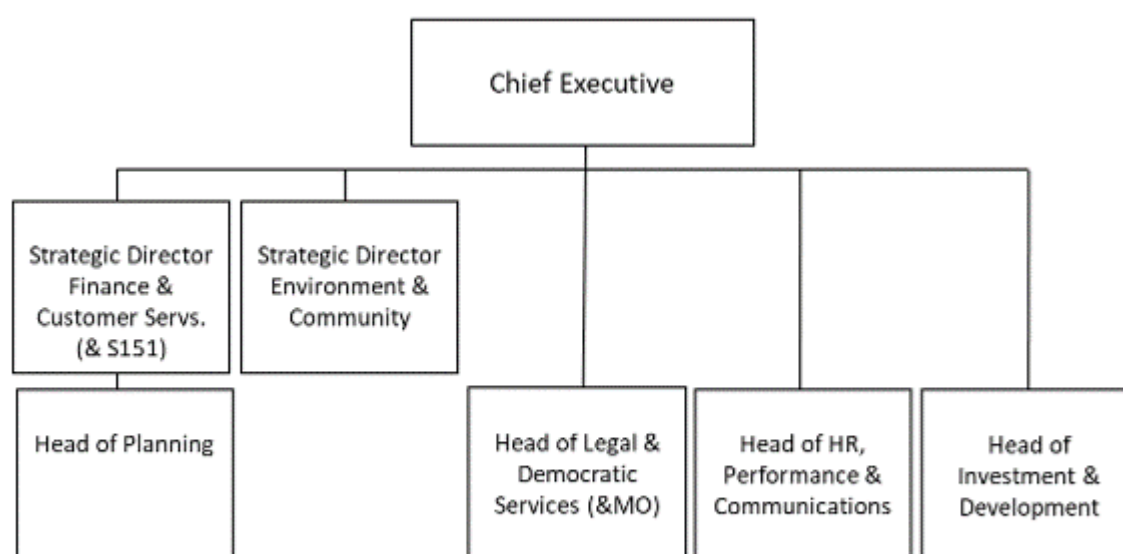 Chief Executive
Strategic Director
Finance &
Customer Servs.
(& S151)
Strategic Director
Environment &
Community
Head of Planning
Head of Legal &
Democratic
Services (&MO)
Head of HR,
Performance &
Communications
Head of
Investment &
Development